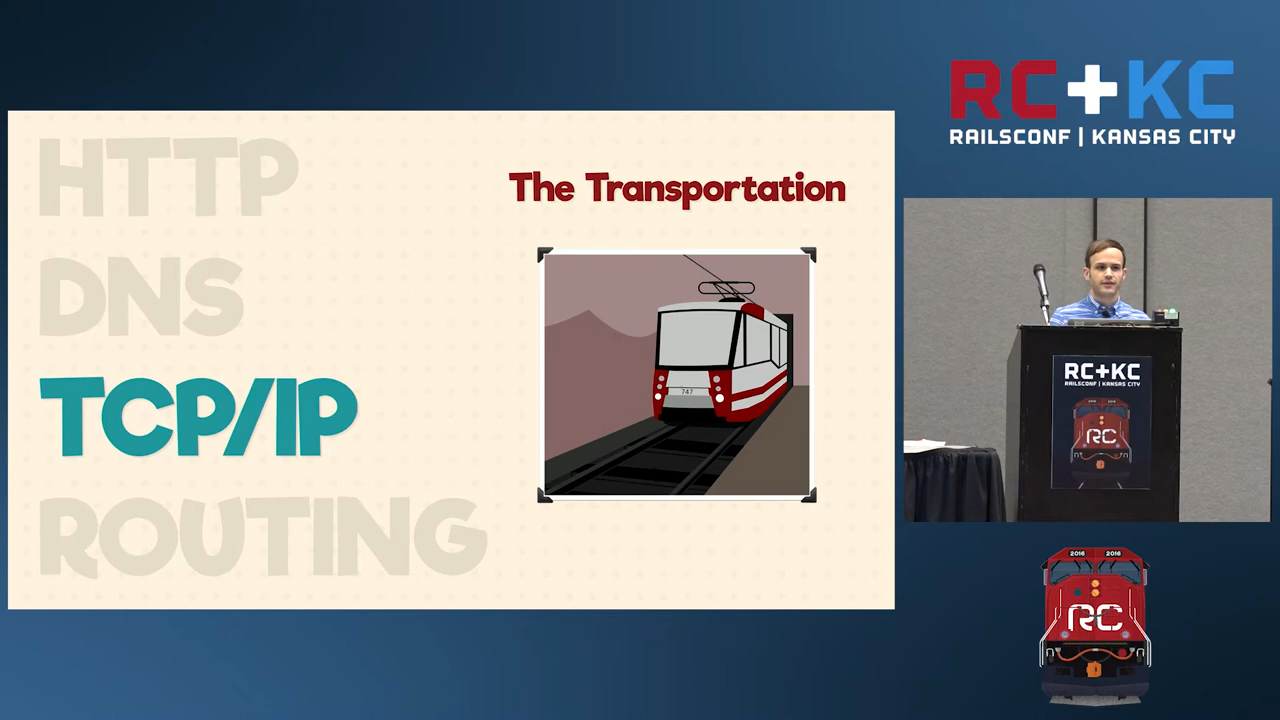 HTTP
DNS
TCP/IP
ROUTING
The Transportation
747
RC+KC
RAILSCONF | KANSAS CITY
RC+KC
RAILSCONF | KANSAS CITY
RC
2016 2016
RC